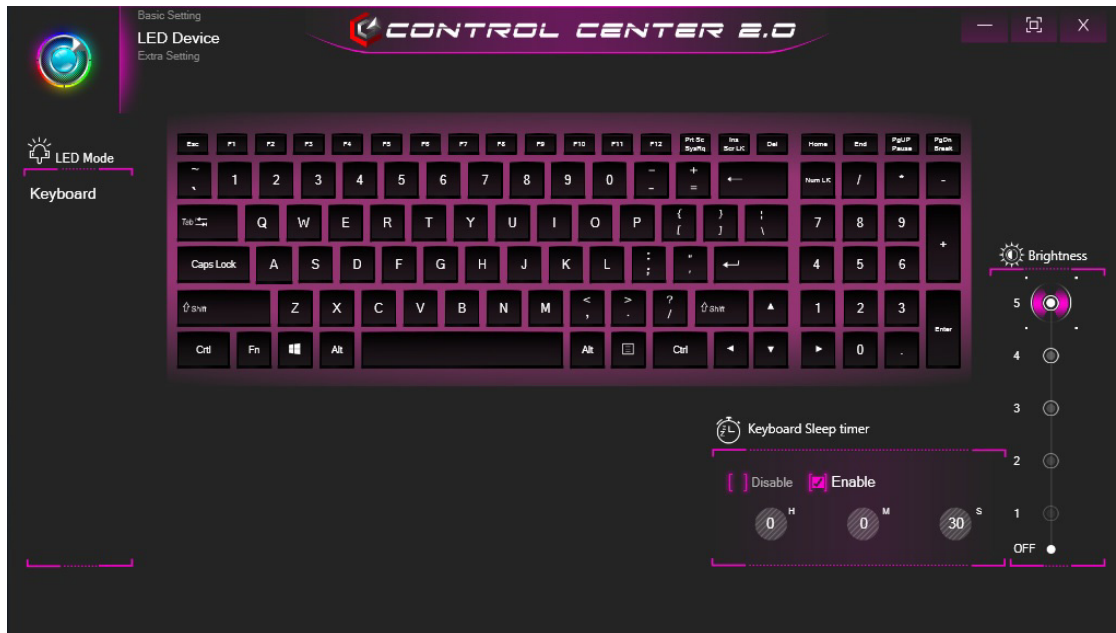 Basic Setting
LED Device
Extra Setting
CONTROL CENTER 2.0
X
LED Mode
Keyboard
Esc F1 F2 F3 F4 F5 F6 F7 F8 F9 F10 F11 F12 Prt Sc SysRq Ins Scr LK Del Home End PgUP Pause PgDn Break
~ ` 1 2 3 4 5 6 7 8 9 0 _ - + = ← Num LK / * -
Tab Q W E R T Y U I O P { [ } ] ¦ \ 7 8 9 +
Caps Lock A S D F G H J K L : ; " ' 4 5 6
⇧ Shift Z X C V B N M < , > . ? / ⇧ Shift ▲ 1 2 3 Enter
Crtl Fn Alt Alt Ctrl ◄ ▼ ► 0 .
Brightness
5
4
3
2
1
OFF
Keyboard Sleep timer
Disable Enable
0 H 0 M 30 S